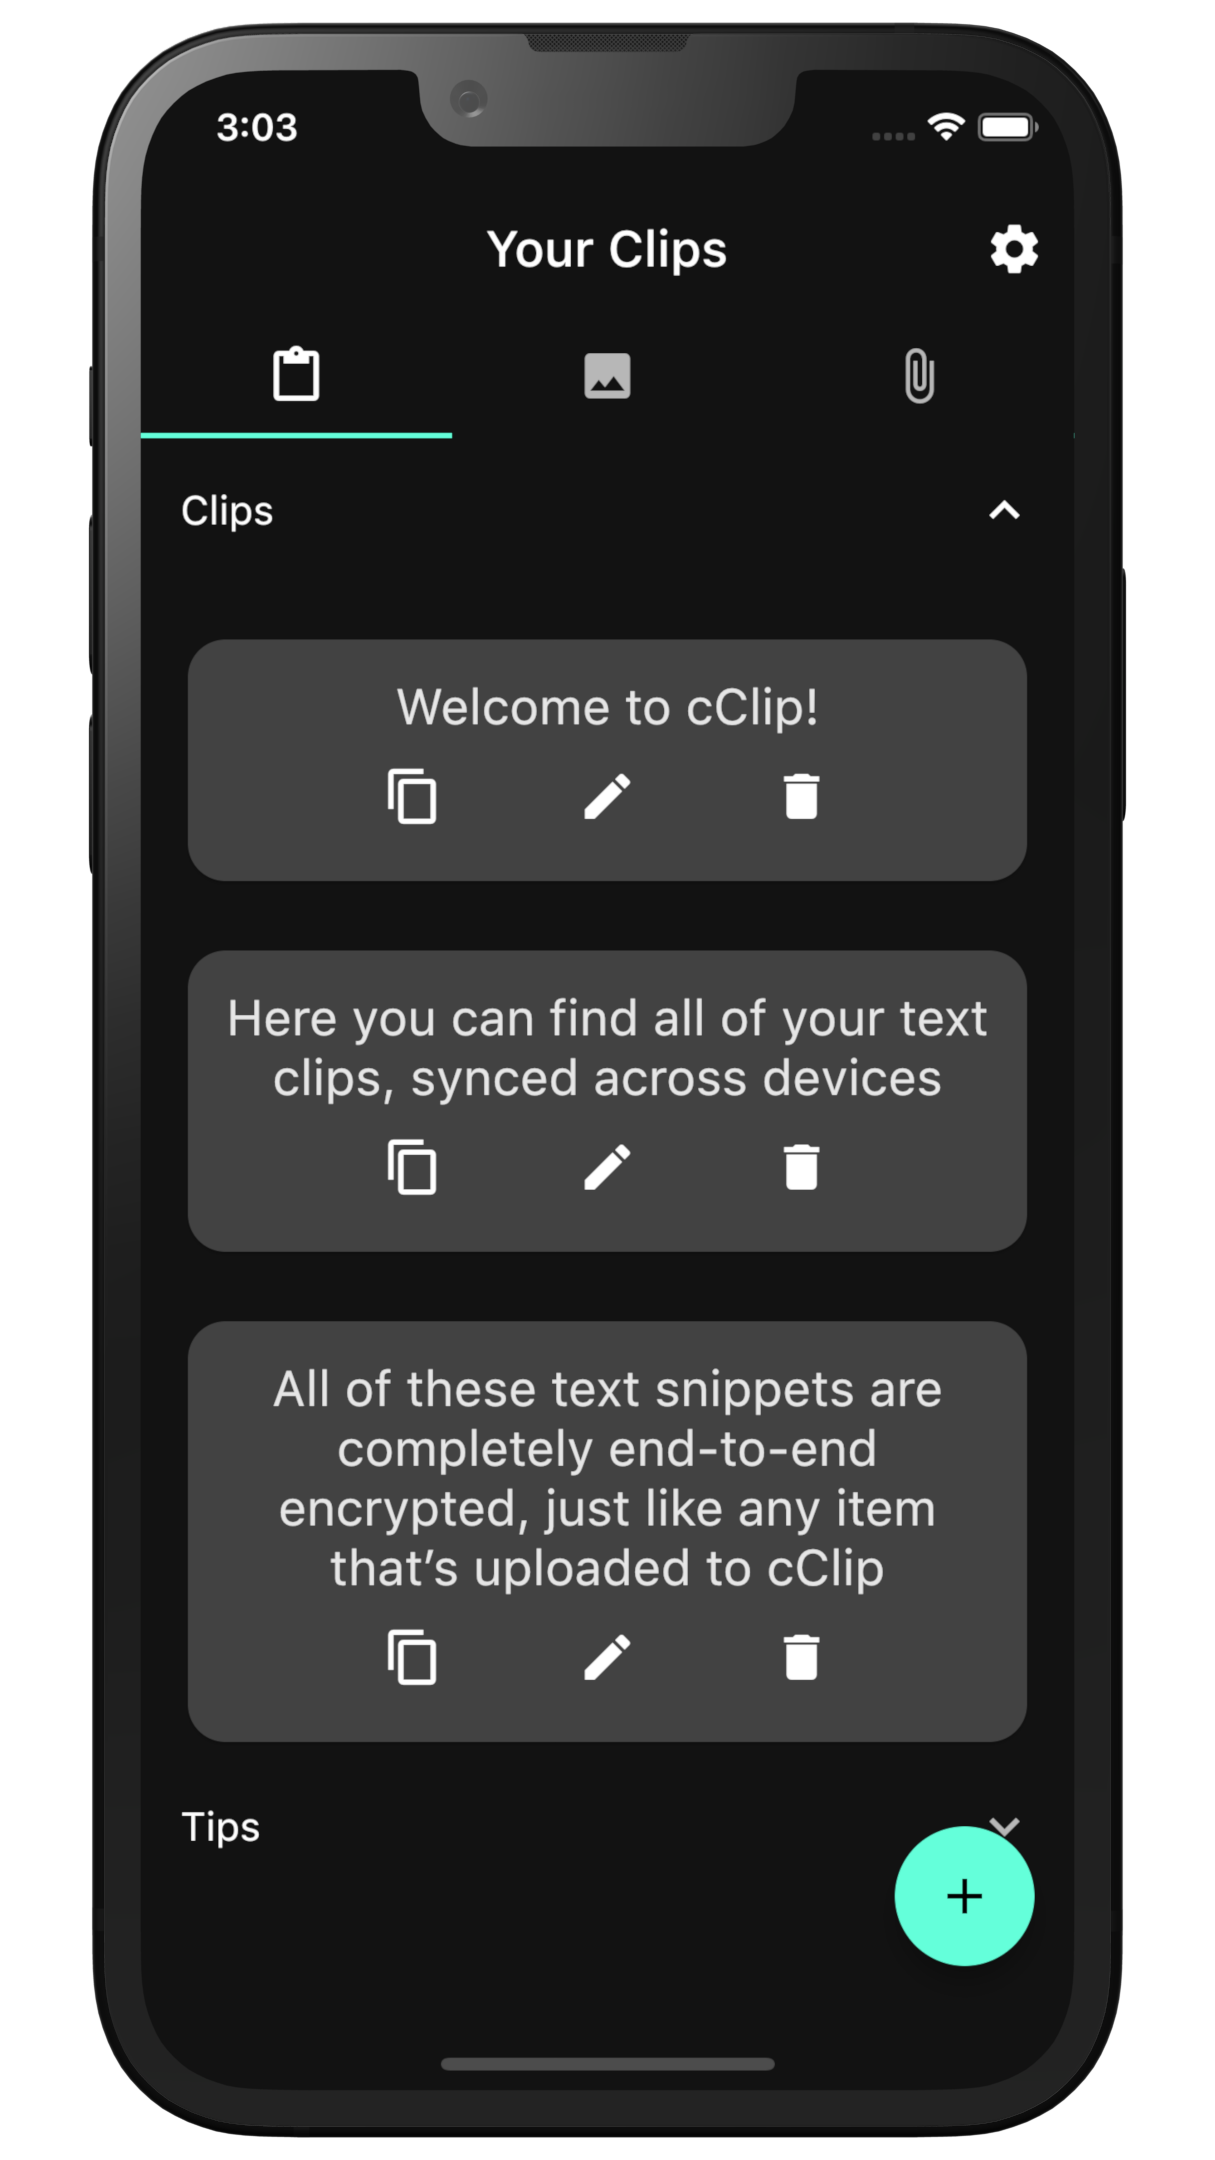 3:03
Your Clips
Clips
Welcome to cClip!
Here you can find all of your text
clips, synced across devices
All of these text snippets are
completely end-to-end
encrypted, just like any item
that’s uploaded to cClip
Tips